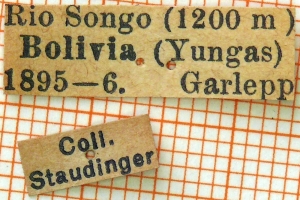 Rio Songo (1200 m)
Bolivia (Yungas)
1895—6. Garlepp
Coll.
Staudinger